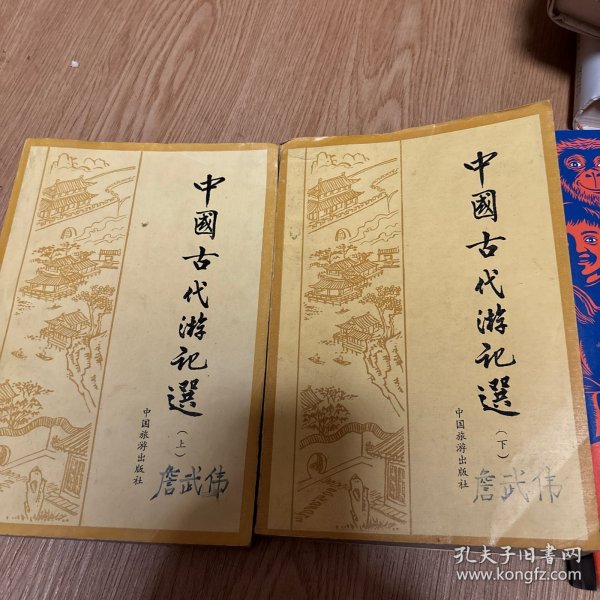 中國古代游记選
(上)
中国旅游出版社
詹武伟
中國古代游记選
(下)
中国旅游出版社
詹武伟
孔夫子旧书网
www.kongfz.com